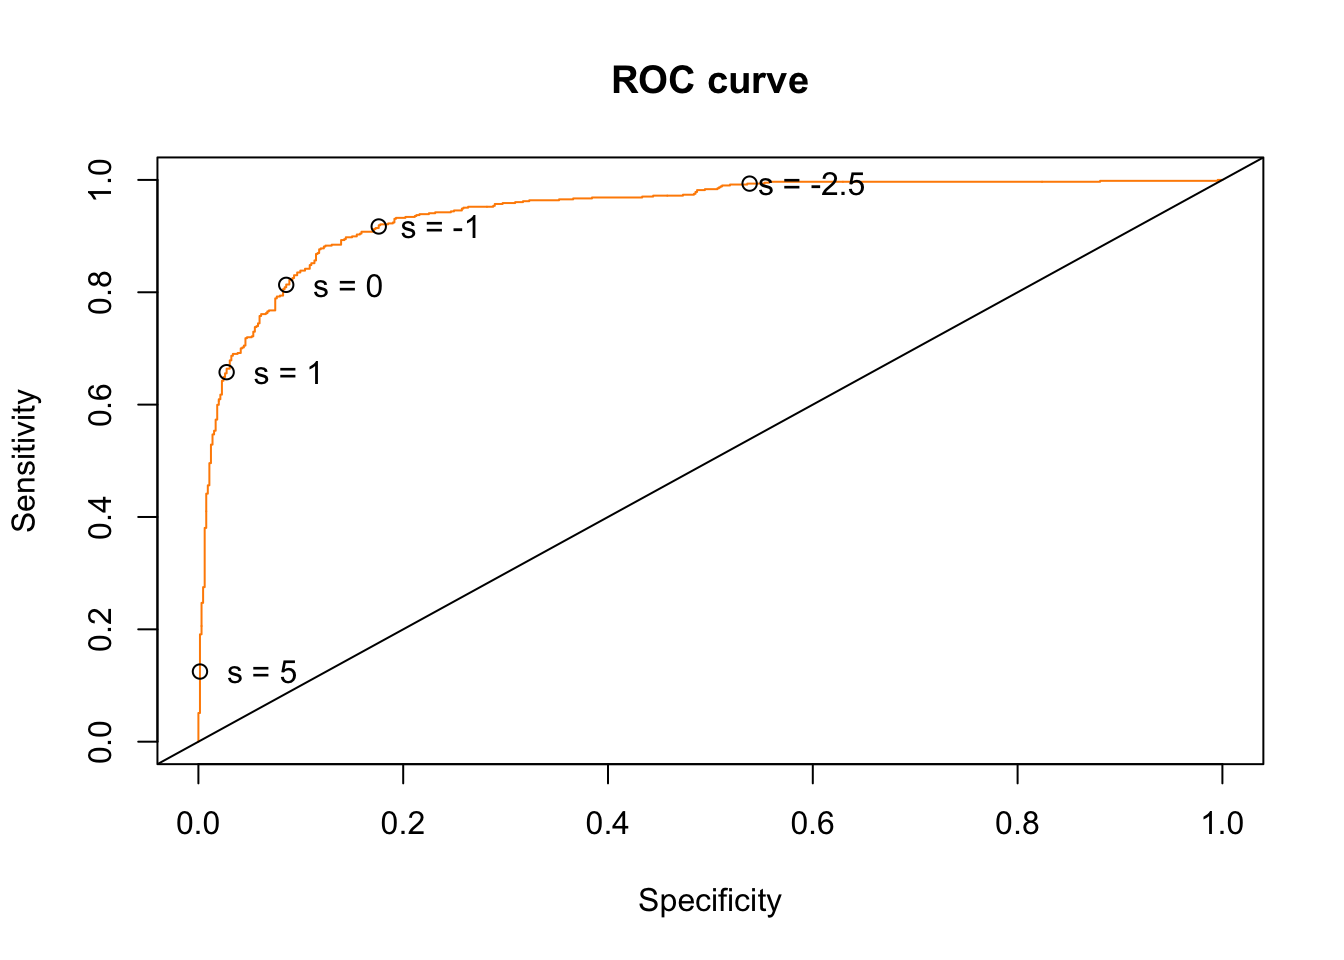 ROC curve
Sensitivity
1.0
0.8
0.6
0.4
0.2
0.0
s = -2.5
s = -1
s = 0
s = 1
s = 5
0.0 0.2 0.4 0.6 0.8 1.0
Specificity